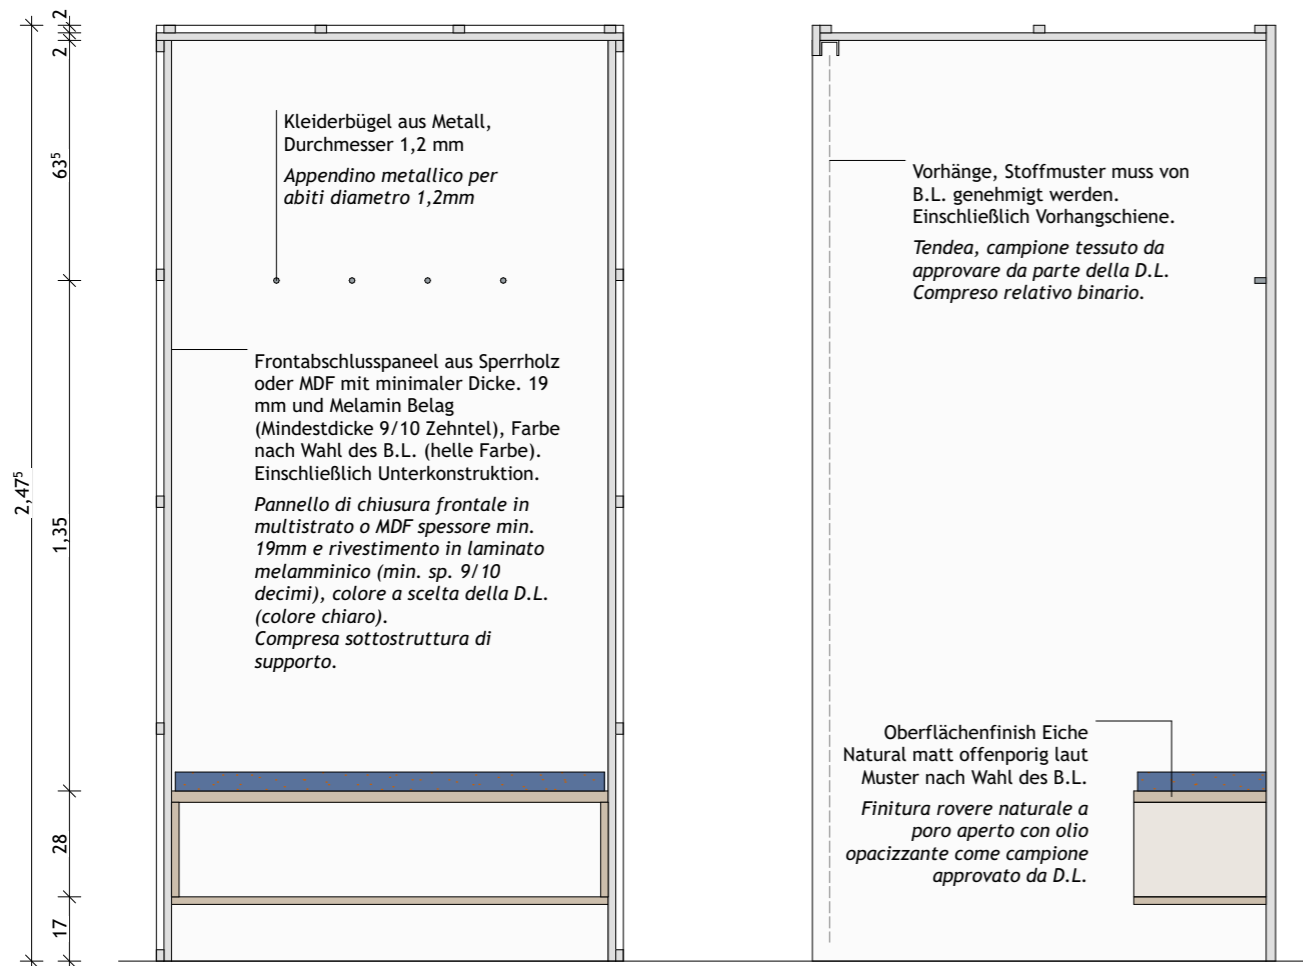 2
2
63⁵
2,47⁵
1,35
28
17
Kleiderbügel aus Metall,
Durchmesser 1,2 mm
Appendino metallico per
abiti diametro 1,2mm
Frontabschlusspaneel aus Sperrholz
oder MDF mit minimaler Dicke. 19
mm und Melamin Belag
(Mindestdicke 9/10 Zehntel), Farbe
nach Wahl des B.L. (helle Farbe).
Einschließlich Unterkonstruktion.
Pannello di chiusura frontale in
multistrato o MDF spessore min.
19mm e rivestimento in laminato
melamminico (min. sp. 9/10
decimi), colore a scelta della D.L.
(colore chiaro).
Compresa sottostruttura di
supporto.
Vorhänge, Stoffmuster muss von
B.L. genehmigt werden.
Einschließlich Vorhangschiene.
Tendea, campione tessuto da
approvare da parte della D.L.
Compreso relativo binario.
Oberflächenfinish Eiche
Natural matt offenporig laut
Muster nach Wahl des B.L.
Finitura rovere naturale a
poro aperto con olio
opacizzante come campione
approvato da D.L.